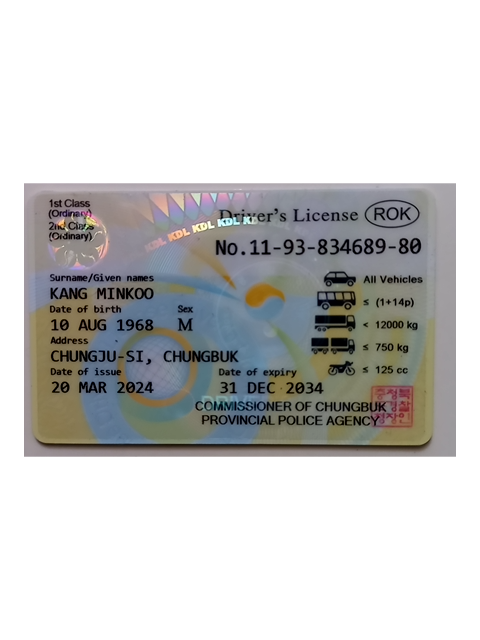 1st Class
(Ordinary)
2nd Class
(Ordinary)
Driver's License ROK
KDL KDL KDL KDL KDL
No.11-93-834689-80
Surname/Given names
KANG MINKOO
Date of birth Sex
10 AUG 1968 M
Address
CHUNGJU-SI, CHUNGBUK
Date of issue Date of expiry
20 MAR 2024 31 DEC 2034
All Vehicles
≤ (1+14p)
< 12000 kg
≤ 750 kg
≤ 125 cc
COMMISSIONER OF CHUNGBUK
PROVINCIAL POLICE AGENCY